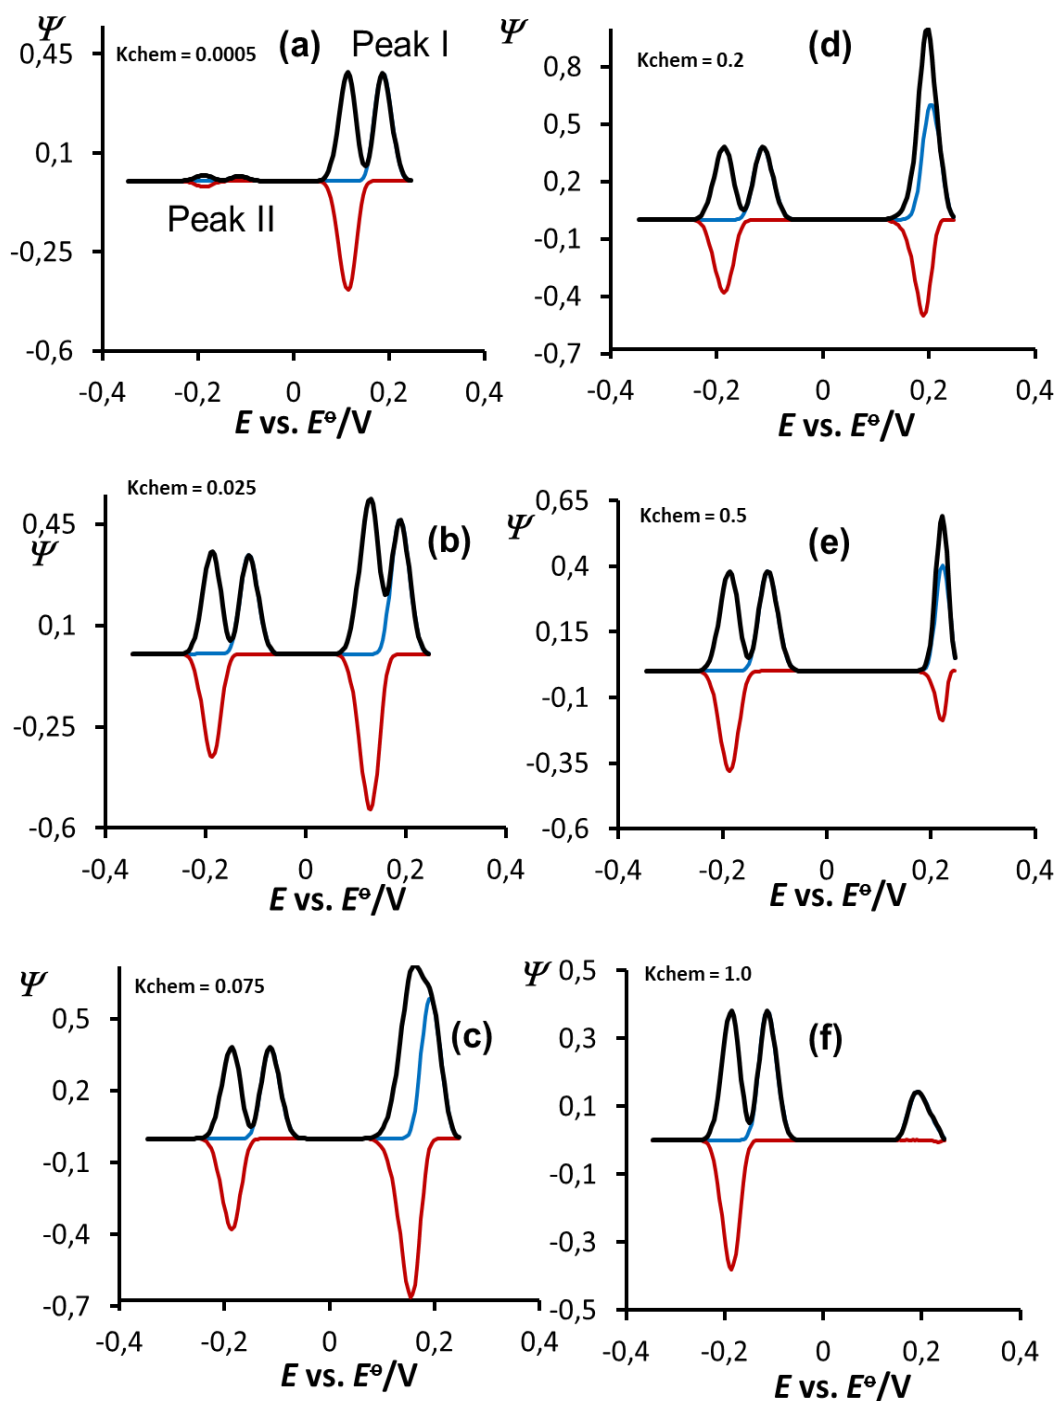 Ψ
(a)
Peak I
Kchem = 0.0005
0,45
0,1
-0,25
-0,6
Peak II
-0,4 -0,2 0 0,2 0,4
E vs. E⦵/V
Ψ
(d)
Kchem = 0.2
0,8
0,5
0,2
-0,1
-0,4
-0,7
-0,4 -0,2 0 0,2 0,4
E vs. E⦵/V
Kchem = 0.025
(b)
0,45
Ψ
0,1
-0,25
-0,6
-0,4 -0,2 0 0,2 0,4
E vs. E⦵/V
0,65
Ψ
Kchem = 0.5
(e)
0,4
0,15
-0,1
-0,35
-0,6
-0,4 -0,2 0 0,2 0,4
E vs. E⦵/V
Ψ
Kchem = 0.075
(c)
0,5
0,2
-0,1
-0,4
-0,7
-0,4 -0,2 0 0,2 0,4
E vs. E⦵/V
Ψ
0,5
Kchem = 1.0
(f)
0,3
0,1
-0,1
-0,3
-0,5
-0,4 -0,2 0 0,2 0,4
E vs. E⦵/V